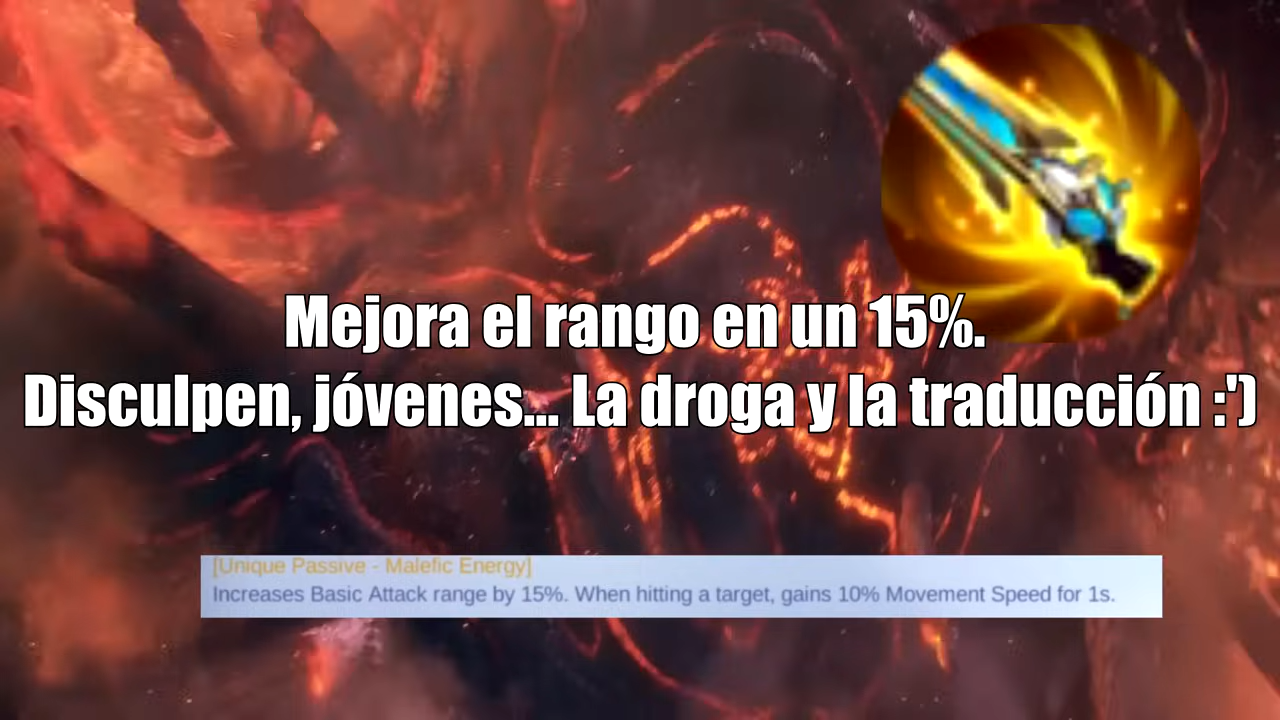 Mejora el rango en un 15%.
Disculpen, jóvenes... La droga y la traducción :')
[Unique Passive - Malefic Energy]
Increases Basic Attack range by 15%. When hitting a target, gains 10% Movement Speed for 1s.